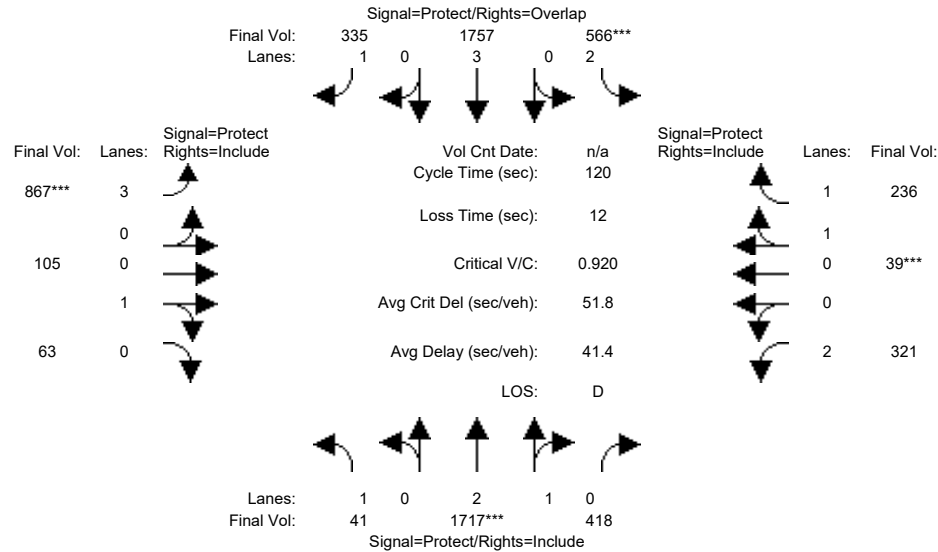 Signal=Protect/Rights=Overlap
Final Vol: 335 1757 566***
Lanes: 1 0 3 0 2
Signal=Protect
Final Vol: Lanes: Rights=Include
Vol Cnt Date: n/a
Signal=Protect
Rights=Include Lanes: Final Vol:
Cycle Time (sec): 120
867*** 3
1 236
Loss Time (sec): 12
0
1
105 0
Critical V/C: 0.920
0 39***
1
Avg Crit Del (sec/veh): 51.8
0
63 0
Avg Delay (sec/veh): 41.4
2 321
LOS: D
Lanes: 1 0 2 1 0
Final Vol: 41 1717*** 418
Signal=Protect/Rights=Include